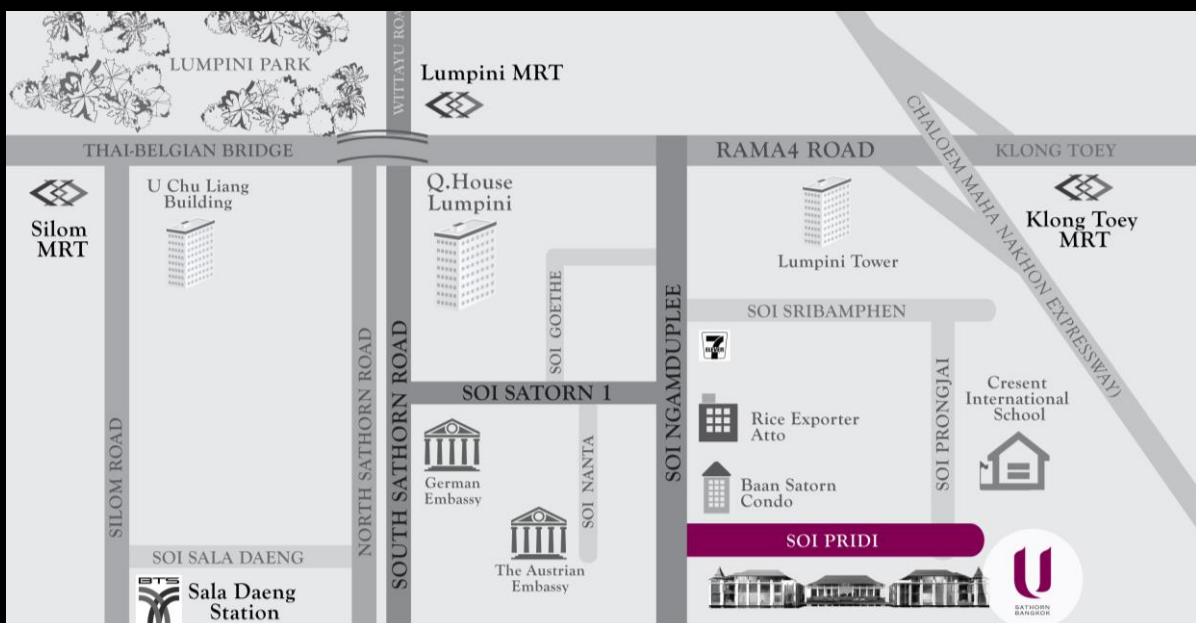 LUMPINI PARK
WITTAYU ROA
Lumpini MRT
THAI-BELGIAN BRIDGE
RAMA4 ROAD
KLONG TOEY
CHALOEM MAHA NAKHON EXPRESSWAY)
Silom
MRT
U Chu Liang
Building
Q.House
Lumpini
Lumpini Tower
Klong Toey
MRT
SOI GOETHE
SOI SRIBAMPHEN
7
ELEVEN
SOI SATORN 1
SOI NGAMDUPLEE
SILOM ROAD
NORTH SATHORN ROAD
SOUTH SATHORN ROAD
German
Embassy
SOI NANTA
The Austrian
Embassy
Rice Exporter
Atto
Baan Satorn
Condo
SOI PRONGJAI
Cresent
International
School
SOI PRIDI
SOI SALA DAENG
BTS
Sala Daeng
Station
U
SATHORN
BANGKOK